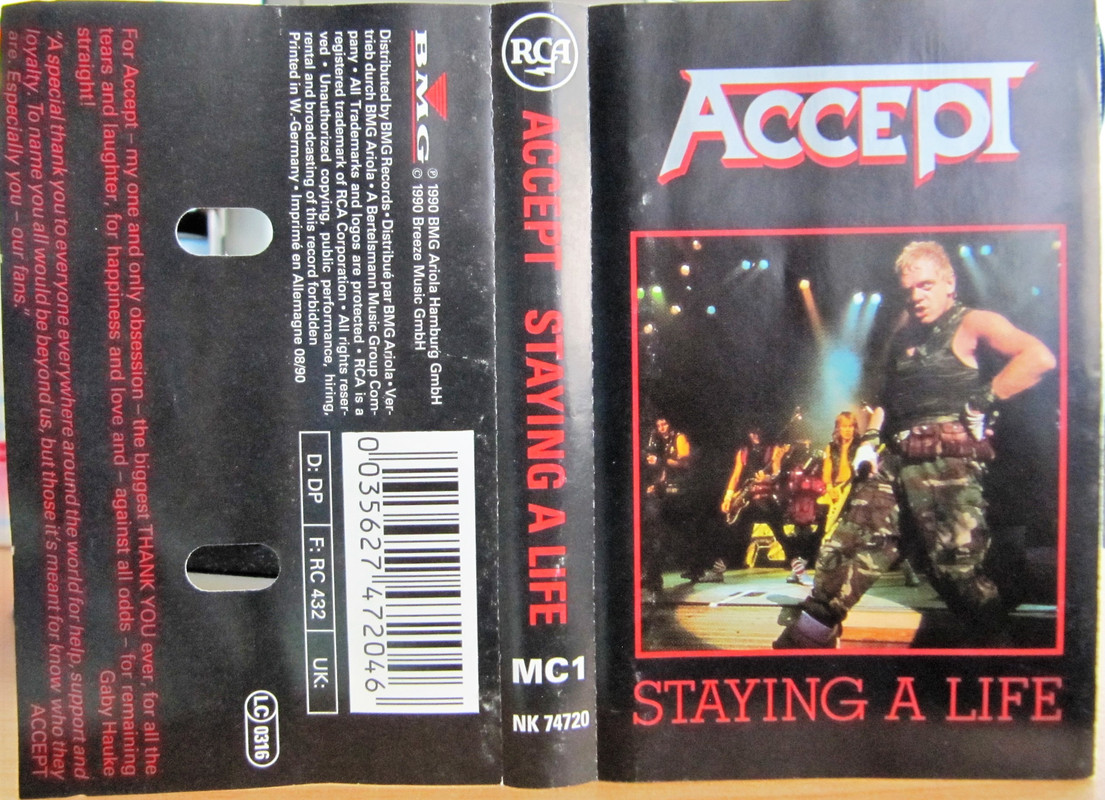 ACCEPT
STAYING A LIFE
RCA
ACCEPT STAYING A LIFE
MC1
NK 74720
BMG
℗ 1990 BMG Ariola Hamburg GmbH
© 1990 Breeze Music GmbH
Distributed by BMG Records • Distribué par BMG Ariola • Ver-
trieb durch BMG Ariola • A Bertelsmann Music Group Com-
pany • All Trademarks and logos are protected • RCA is a
registered trademark of RCA Corporation • All rights reser-
ved • Unauthorized copying, public performance, hiring,
rental and broadcasting of this record forbidden
Printed in W.-Germany • Imprimé en Allemagne 08/90
0 035627 472046
D: DP
F: RC 432
UK:
LC 0316
For Accept – my one and only obsession – the biggest THANK YOU ever, for all the
tears and laughter, for happiness and love and – against all odds – for remaining
straight!
Gaby Hauke
"A special thank you to everyone everywhere around the world for help, support and
loyalty. To name you all would be beyond us, but those it's meant for know who they
are. Especially you – our fans."
ACCEPT